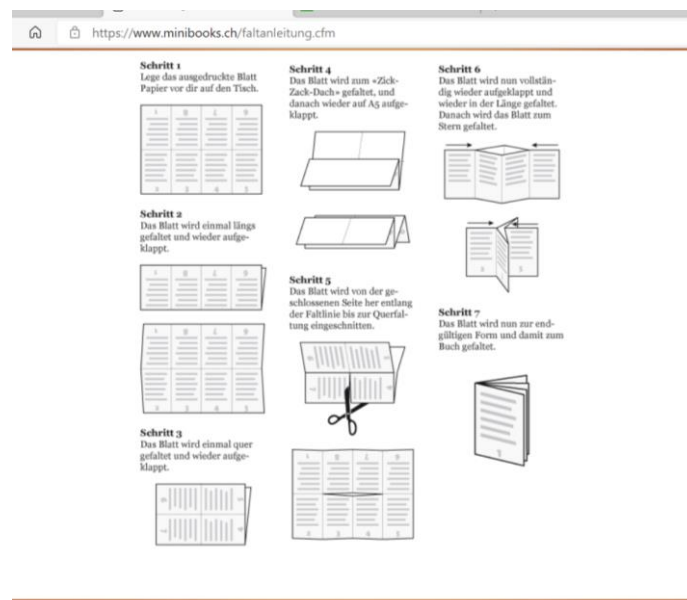 https://www.minibooks.ch/faltanleitung.cfm
Schritt 1
Lege das ausgedruckte Blatt
Papier vor dir auf den Tisch.
Schritt 2
Das Blatt wird einmal längs
gefaltet und wieder aufge-
klappt.
Schritt 3
Das Blatt wird einmal quer
gefaltet und wieder aufge-
klappt.
Schritt 4
Das Blatt wird zum «Zick-
Zack-Dach» gefaltet, und
danach wieder auf A5 aufge-
klappt.
Schritt 5
Das Blatt wird von der ge-
schlossenen Seite her entlang
der Faltlinie bis zur Querfal-
tung eingeschnitten.
Schritt 6
Das Blatt wird nun vollstän-
dig wieder aufgeklappt und
wieder in der Länge gefaltet.
Danach wird das Blatt zum
Stern gefaltet.
Schritt 7
Das Blatt wird nun zur end-
gültigen Form und damit zum
Buch gefaltet.